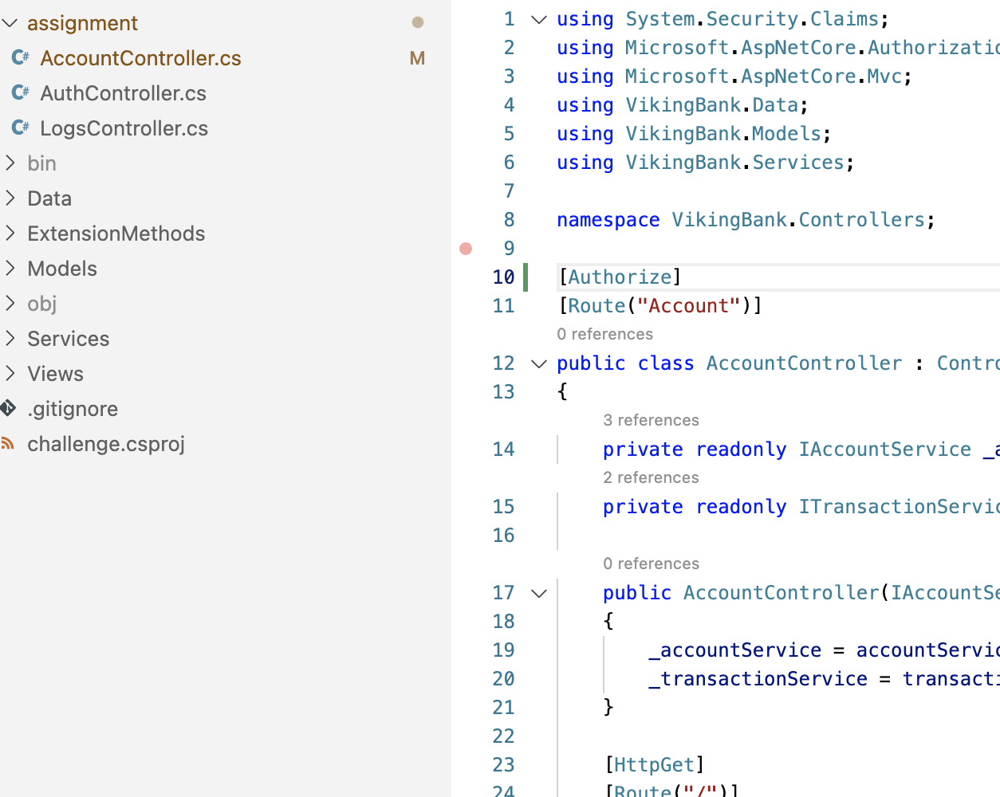 assignment
AccountController.cs M
AuthController.cs
LogsController.cs
bin
Data
ExtensionMethods
Models
obj
Services
Views
.gitignore
challenge.csproj
1 using System.Security.Claims;
2 using Microsoft.AspNetCore.Authorizatio
3 using Microsoft.AspNetCore.Mvc;
4 using VikingBank.Data;
5 using VikingBank.Models;
6 using VikingBank.Services;
7
8 namespace VikingBank.Controllers;
9
10 [Authorize]
11 [Route("Account")]
0 references
12 public class AccountController : Contro
13 {
3 references
14 private readonly IAccountService _a
2 references
15 private readonly ITransactionServic
16
0 references
17 public AccountController(IAccountSe
18 {
19 _accountService = accountServic
20 _transactionService = transacti
21 }
22
23 [HttpGet]
24 [Route("/")]